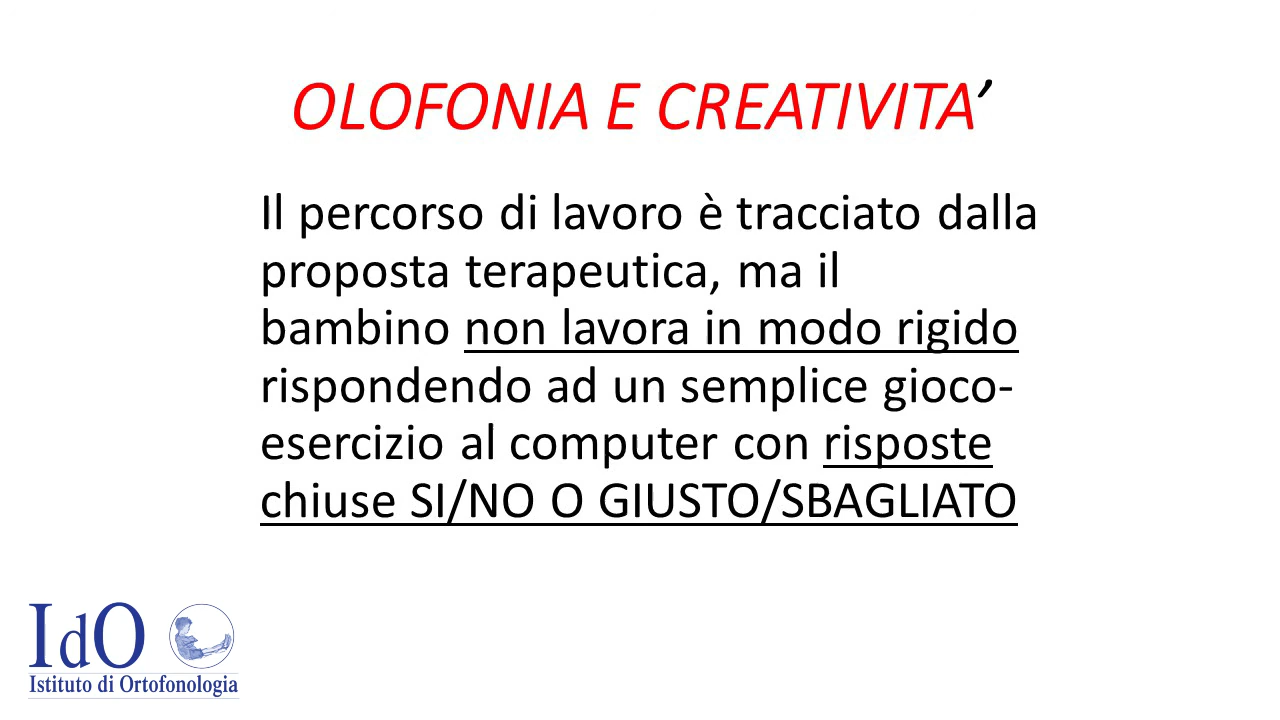 OLOFONIA E CREATIVITA’
Il percorso di lavoro è tracciato dalla
proposta terapeutica, ma il
bambino non lavora in modo rigido
rispondendo ad un semplice gioco-
esercizio al computer con risposte
chiuse SI/NO O GIUSTO/SBAGLIATO
IdO
Istituto di Ortofonologia